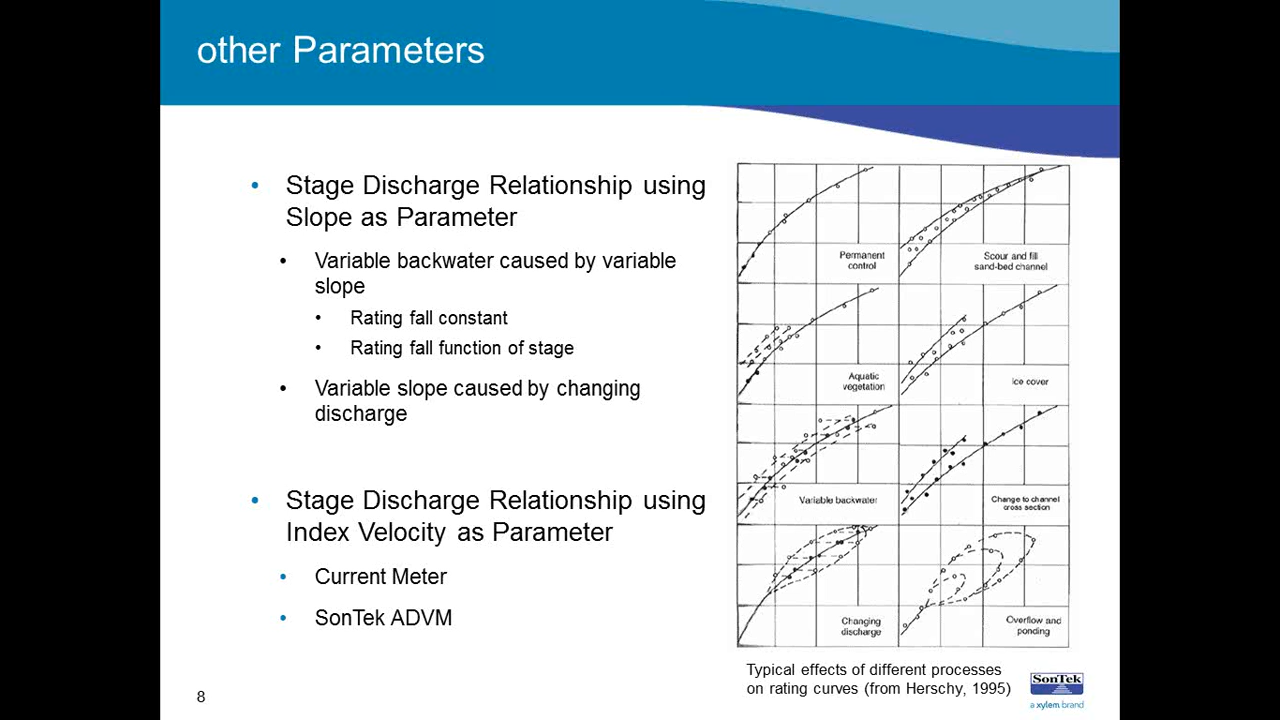 other Parameters
• Stage Discharge Relationship using
Slope as Parameter
• Variable backwater caused by variable
slope
• Rating fall constant
• Rating fall function of stage
• Variable slope caused by changing
discharge
• Stage Discharge Relationship using
Index Velocity as Parameter
• Current Meter
• SonTek ADVM
Permanent
control
Scour and fill
sand-bed channel
Aquatic
vegetation
Ice cover
Variable backwater
Change to channel
cross section
Changing
discharge
Overflow and
ponding
Typical effects of different processes
on rating curves (from Herschy, 1995)
SonTek
a xylem brand
8